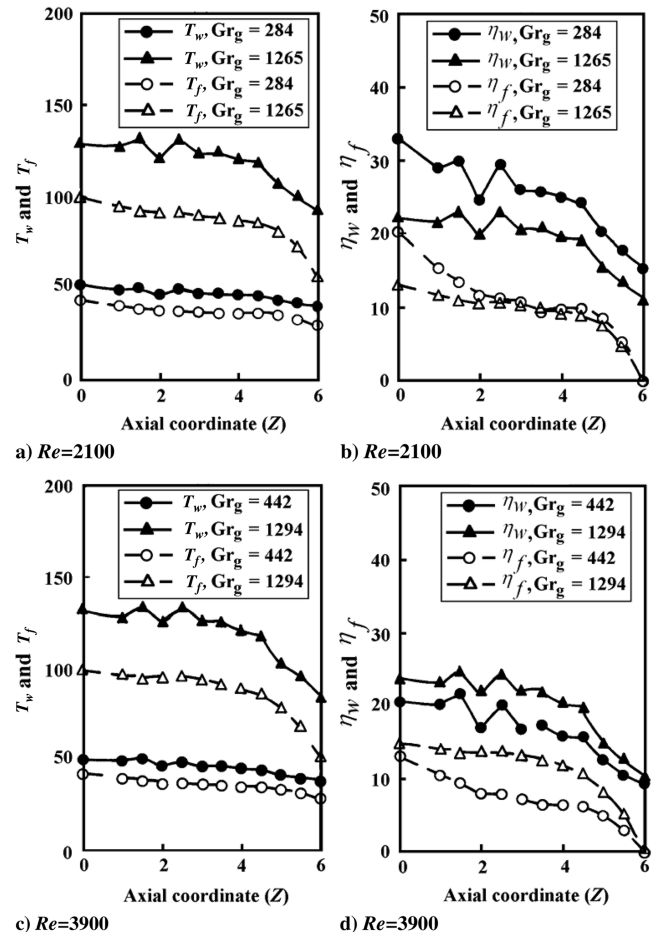 200
150
100
50
0
T_w, Gr_g = 284
T_w, Gr_g = 1265
T_f, Gr_g = 284
T_f, Gr_g = 1265
T_w and T_f
0 2 4 6
Axial coordinate (Z)
a) Re=2100
50
40
30
20
10
0
η_W, Gr_g = 284
η_W, Gr_g = 1265
η_f, Gr_g = 284
η_f, Gr_g = 1265
η_w and η_f
0 2 4 6
Axial coordinate (Z)
b) Re=2100
200
150
100
50
0
T_w, Gr_g = 442
T_w, Gr_g = 1294
T_f, Gr_g = 442
T_f, Gr_g = 1294
T_w and T_f
0 2 4 6
Axial coordinate (Z)
c) Re=3900
50
40
30
20
10
0
η_W, Gr_g = 442
η_W, Gr_g = 1294
η_f, Gr_g = 442
η_f, Gr_g = 1294
η_w and η_f
0 2 4 6
Axial coordinate (Z)
d) Re=3900